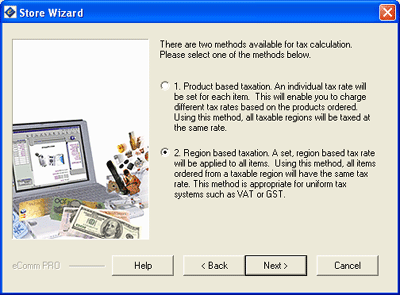 Store Wizard
There are two methods available for tax calculation.
Please select one of the methods below.
1. Product based taxation. An individual tax rate will
be set for each item. This will enable you to charge
different tax rates based on the products ordered.
Using this method, all taxable regions will be taxed at
the same rate.
2. Region based taxation. A set, region based tax rate
will be applied to all items. Using this method, all items
ordered from a taxable region will have the same tax
rate. This method is appropriate for uniform tax
systems such as VAT or GST.
eComm PRO
Help
< Back
Next >
Cancel